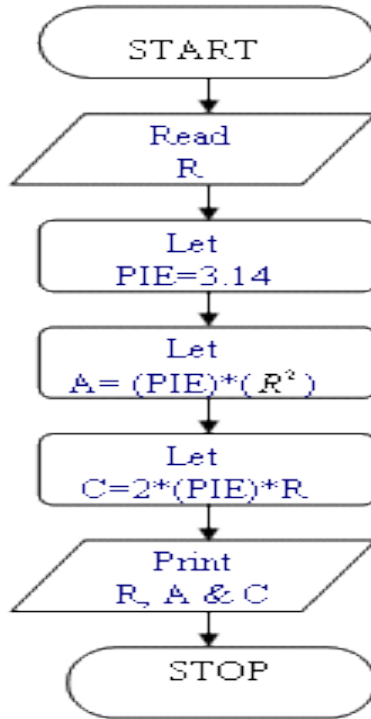 START
Read
R
Let
PIE=3.14
Let
A= (PIE)*(R²)
Let
C=2*(PIE)*R
Print
R, A & C
STOP